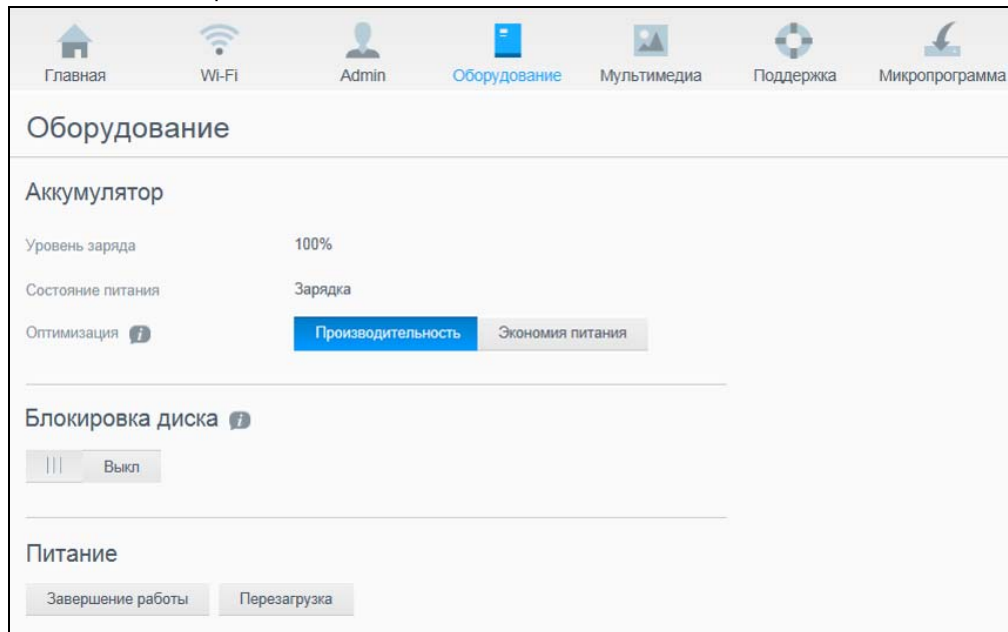 Главная Wi-Fi Admin Оборудование Мультимедиа Поддержка Микропрограмма
Оборудование
Аккумулятор
Уровень заряда 100%
Состояние питания Зарядка
Оптимизация i Производительность Экономия питания
Блокировка диска i
Выкл
Питание
Завершение работы Перезагрузка